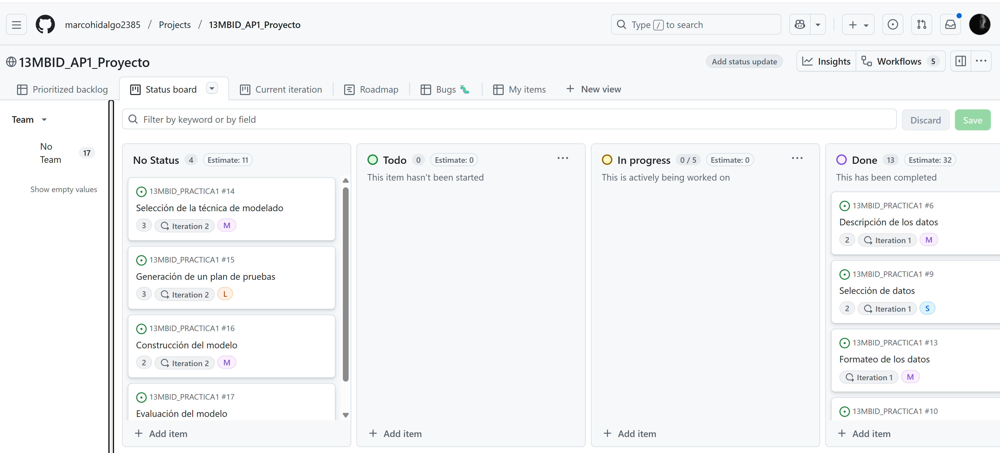 marcohidalgo2385 / Projects / 13MBID_AP1_Proyecto
Type / to search
13MBID_AP1_Proyecto
Add status update
Insights
Workflows 5
Prioritized backlog
Status board
Current iteration
Roadmap
Bugs 🐛
My items
+ New view
Team
No
Team
17
Show empty values
Filter by keyword or by field
Discard
Save
No Status 4 Estimate: 11
13MBID_PRACTICA1 #14
Selección de la técnica de modelado
3 Iteration 2 M
13MBID_PRACTICA1 #15
Generación de un plan de pruebas
3 Iteration 2 L
13MBID_PRACTICA1 #16
Construcción del modelo
2 Iteration 2 M
13MBID_PRACTICA1 #17
Evaluación del modelo
+ Add item
Todo 0 Estimate: 0
This item hasn't been started
+ Add item
In progress 0 / 5 Estimate: 0
This is actively being worked on
+ Add item
Done 13 Estimate: 32
This has been completed
13MBID_PRACTICA1 #6
Descripción de los datos
2 Iteration 1 M
13MBID_PRACTICA1 #9
Selección de datos
2 Iteration 1 S
13MBID_PRACTICA1 #13
Formateo de los datos
Iteration 1 M
13MBID_PRACTICA1 #10
+ Add item